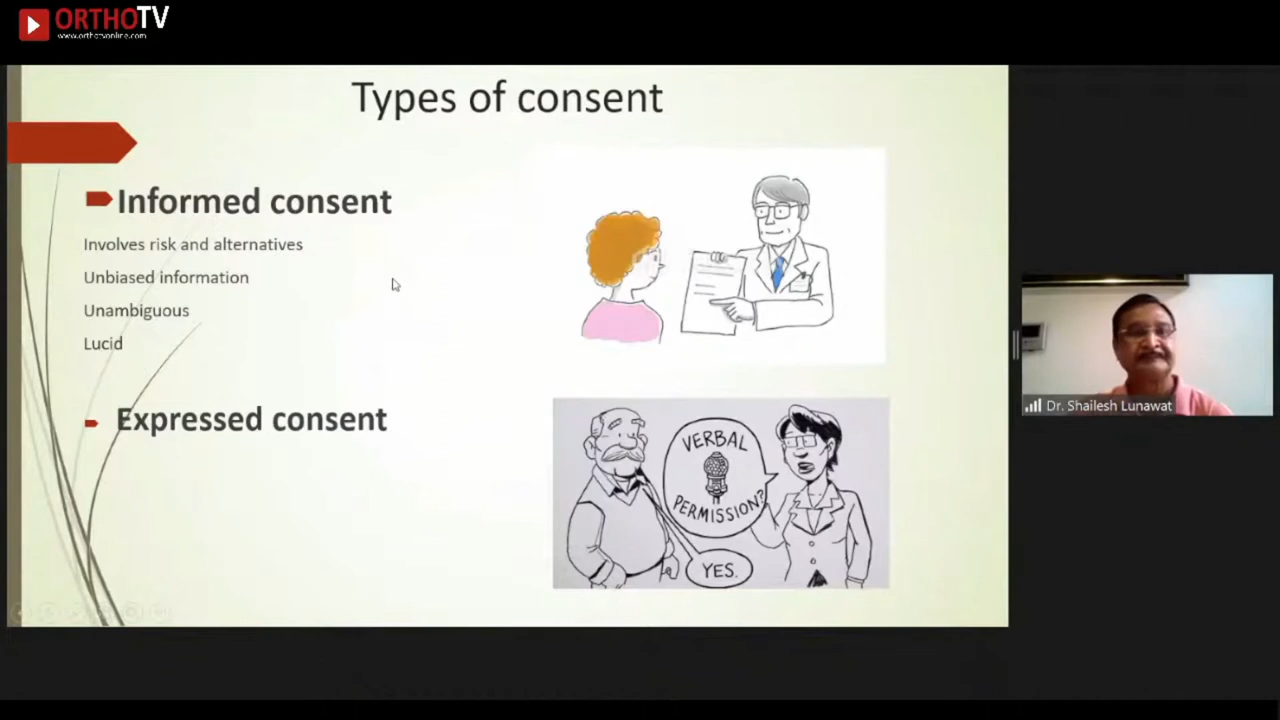 ORTHOTV
www.orthotvonline.com
Types of consent
Informed consent
Involves risk and alternatives
Unbiased information
Unambiguous
Lucid
Expressed consent
VERBAL
PERMISSION?
YES.
Dr. Shailesh Lunawat